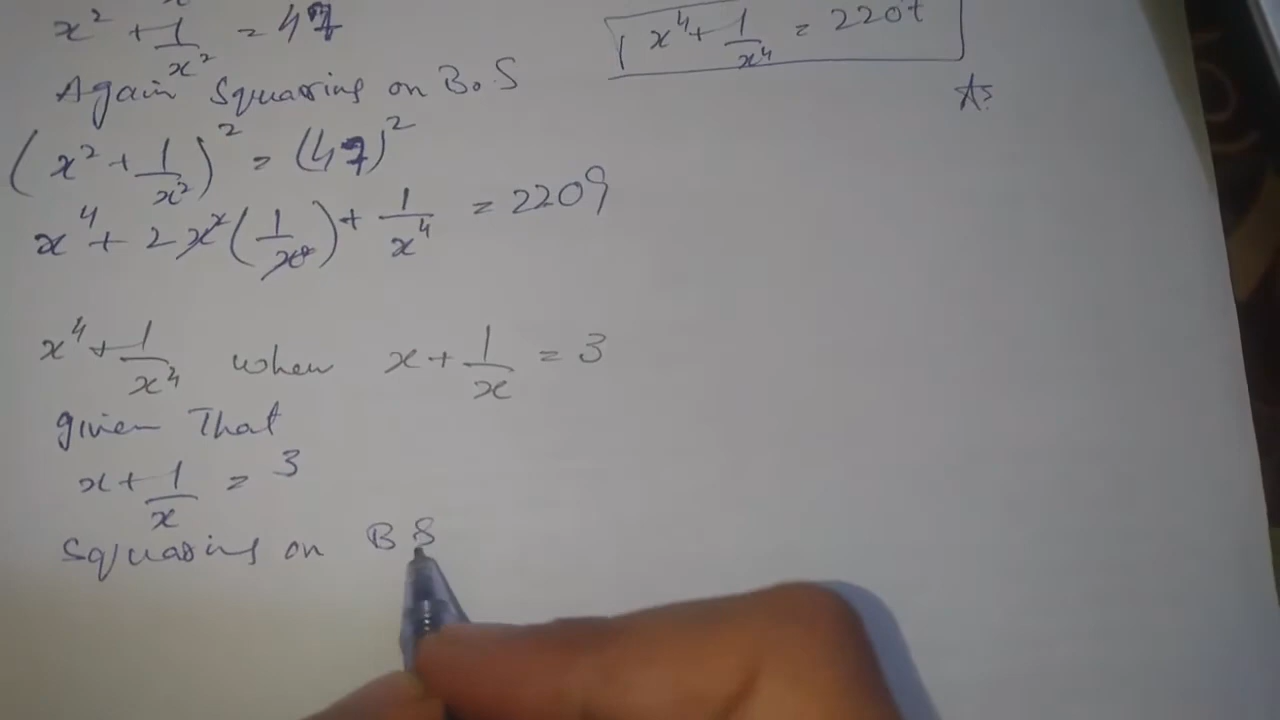 x² + 1/x² = 47
Again Squaring on B.S
(x² + 1/x²)² = (47)²
x⁴ + 2x²(1/x²) + 1/x⁴ = 2209
x⁴ + 1/x⁴ = 2207
x⁴ + 1/x⁴ when x + 1/x = 3
given That
x + 1/x = 3
Squaring on B S